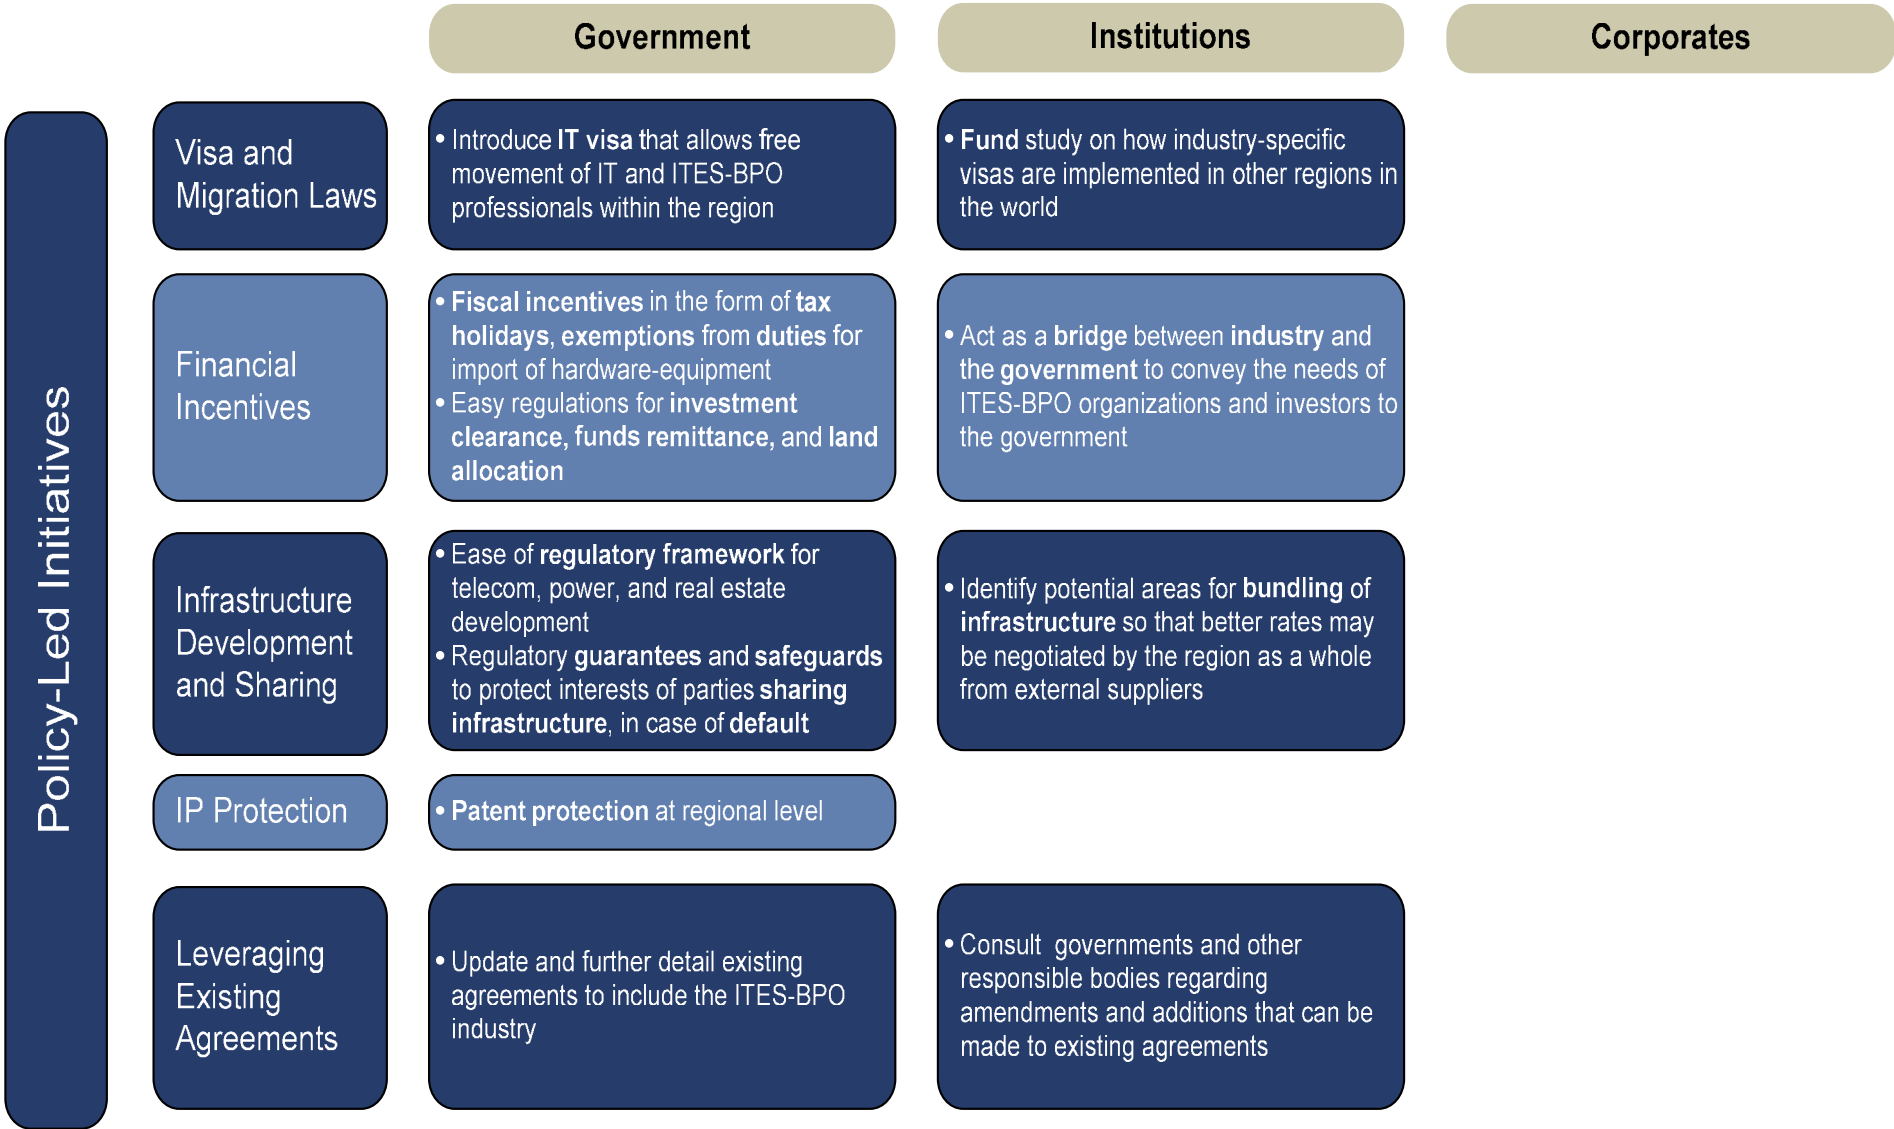 Government
Institutions
Corporates
Policy-Led Initiatives
Visa and
Migration Laws
• Introduce IT visa that allows free
movement of IT and ITES-BPO
professionals within the region
• Fund study on how industry-specific
visas are implemented in other regions in
the world
Financial
Incentives
• Fiscal incentives in the form of tax
holidays, exemptions from duties for
import of hardware-equipment
• Easy regulations for investment
clearance, funds remittance, and land
allocation
• Act as a bridge between industry and
the government to convey the needs of
ITES-BPO organizations and investors to
the government
Infrastructure
Development
and Sharing
• Ease of regulatory framework for
telecom, power, and real estate
development
• Regulatory guarantees and safeguards
to protect interests of parties sharing
infrastructure, in case of default
• Identify potential areas for bundling of
infrastructure so that better rates may
be negotiated by the region as a whole
from external suppliers
IP Protection
• Patent protection at regional level
Leveraging
Existing
Agreements
• Update and further detail existing
agreements to include the ITES-BPO
industry
• Consult governments and other
responsible bodies regarding
amendments and additions that can be
made to existing agreements